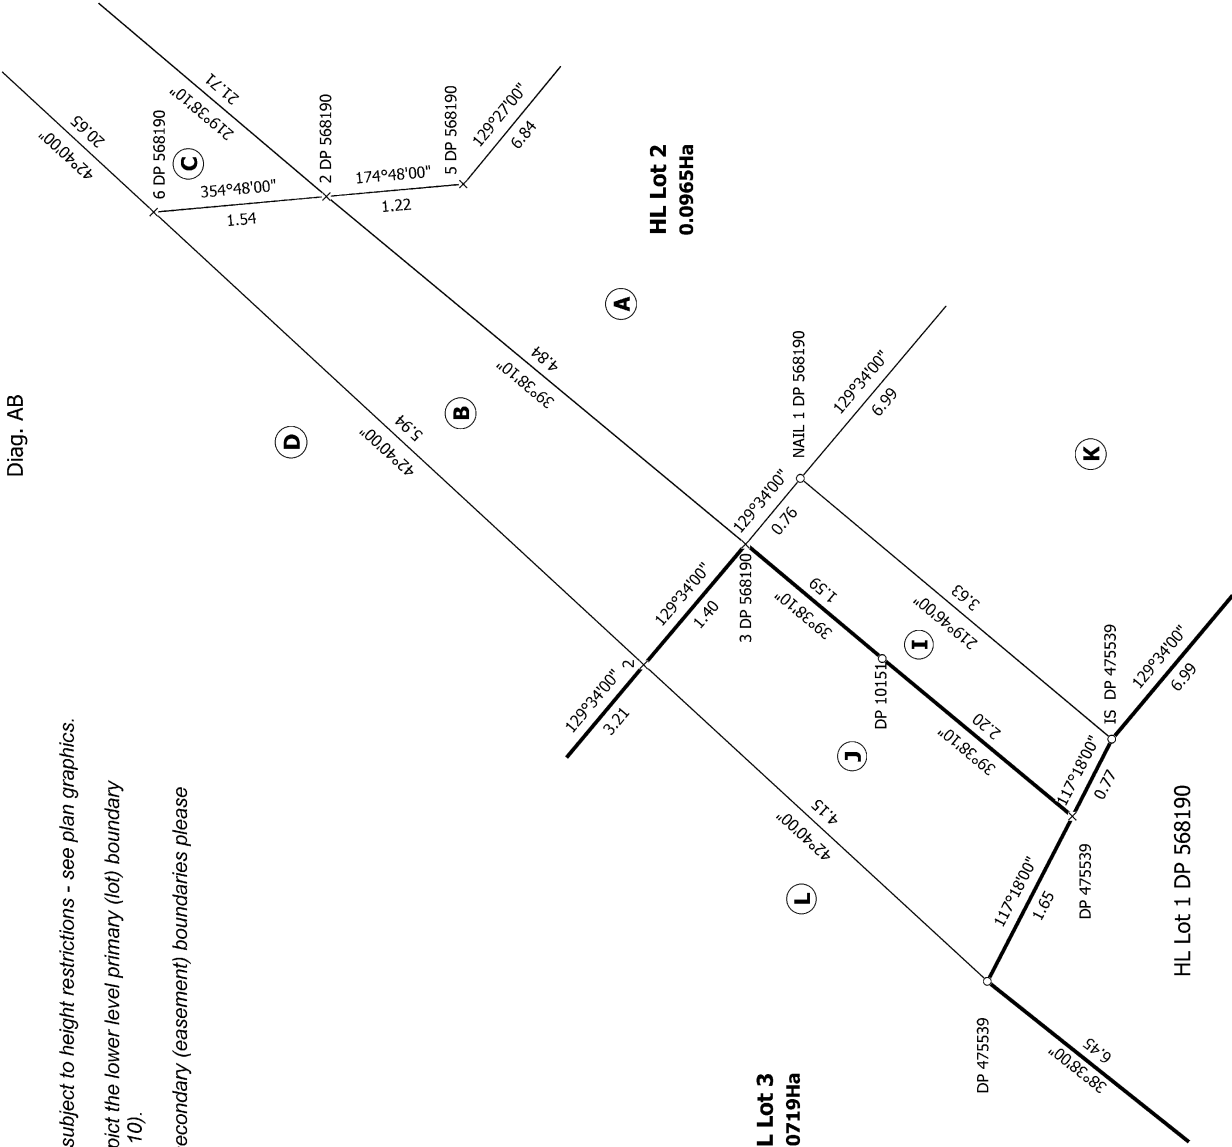 Diag. AB
subject to height restrictions - see plan graphics.
pict the lower level primary (lot) boundary
10).
econdary (easement) boundaries please
42°40'00"
20.65
219°38'10"
21.71
6 DP 568190
C
354°48'00"
1.54
2 DP 568190
174°48'00"
1.22
5 DP 568190
129°27'00"
6.84
HL Lot 2
0.0965Ha
A
39°38'10"
4.84
B
42°40'00"
5.94
D
NAIL 1 DP 568190
129°34'00"
6.99
K
129°34'00"
0.76
3 DP 568190
129°34'00"
1.40
2
129°34'00"
3.21
39°38'10"
1.59
DP 10151
I
219°46'00"
3.63
39°38'10"
2.20
J
42°40'00"
4.15
L
IS DP 475539
129°34'00"
6.99
117°18'00"
0.77
DP 475539
117°18'00"
1.65
HL Lot 1 DP 568190
DP 475539
38°38'00"
6.45
L Lot 3
0719Ha